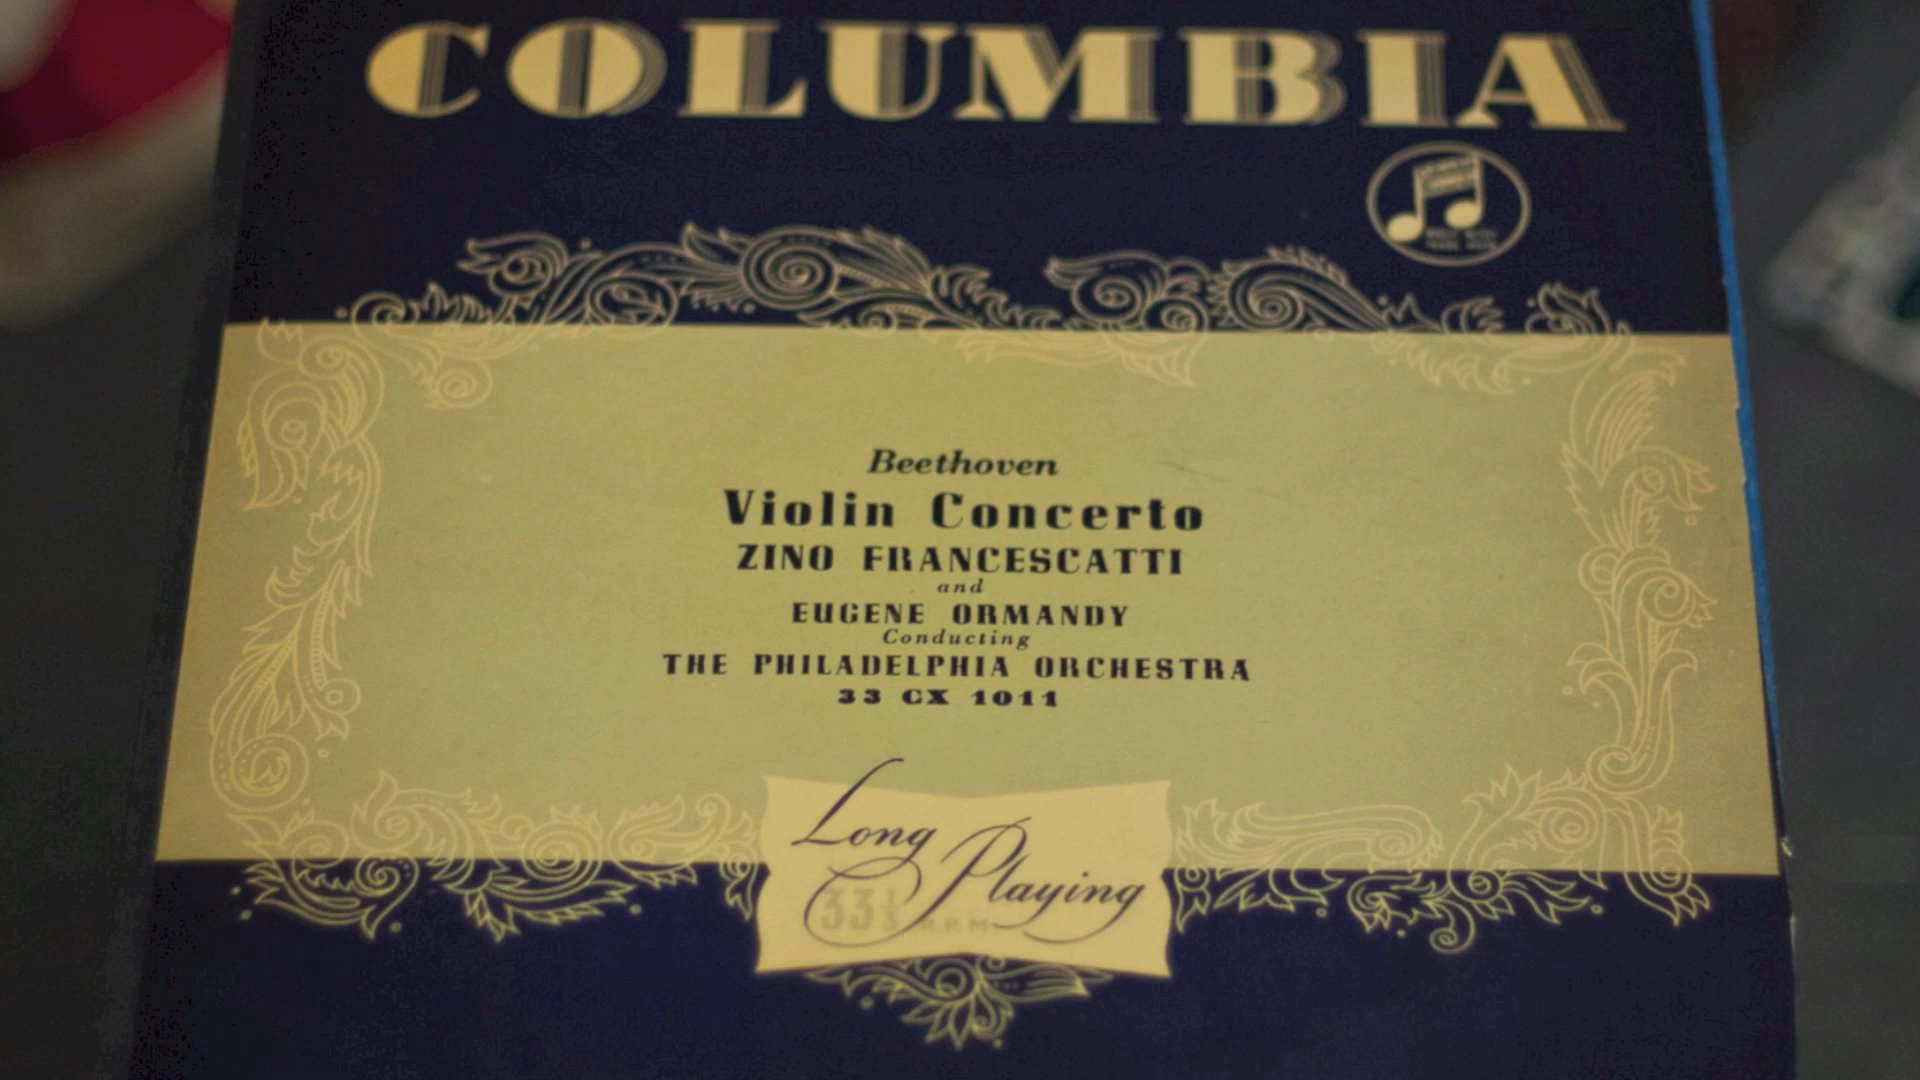 COLUMBIA
Beethoven
Violin Concerto
ZINO FRANCESCATTI
and
EUGENE ORMANDY
Conducting
THE PHILADELPHIA ORCHESTRA
33 CX 1011
Long Playing
33⅓ R.P.M.